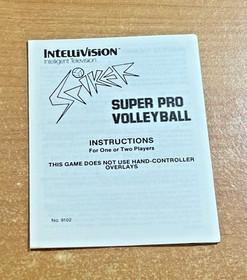 INTELLIVISION™
Intelligent Television
Spiker
SUPER PRO
VOLLEYBALL
INSTRUCTIONS
For One or Two Players
THIS GAME DOES NOT USE HAND-CONTROLLER
OVERLAYS
No. 9102